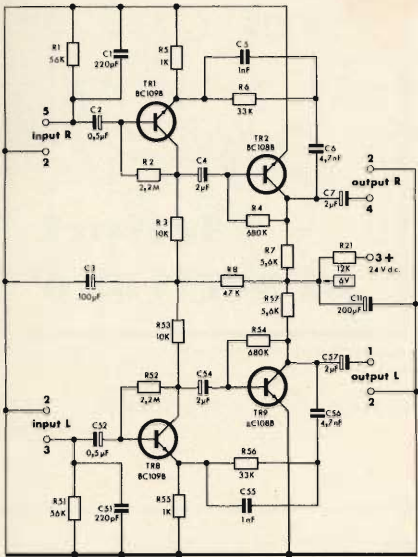 R1
56K
C1
220pF
R5
1K
C5
1nF
TR1
BC109B
R6
33K
5
C2
input R
0,5µF
2
TR2
BC108B
C6
4,7nF
2
R2
2,2M
C4
2µF
C7
2µF
output R
4
R4
680K
R3
10K
R7
5,6K
R21
12K
3+
24 V d.c.
C3
100µF
R8
47K
6V
R53
10K
R57
5,6K
C11
200µF
R54
680K
R52
2,2M
C54
2µF
C57
2µF
1
output L
2
TR9
BC108B
2
input L
3
C52
0,5µF
C56
4,7nF
TR8
BC109B
R56
33K
R51
56K
C51
220pF
R55
1K
C55
1nF